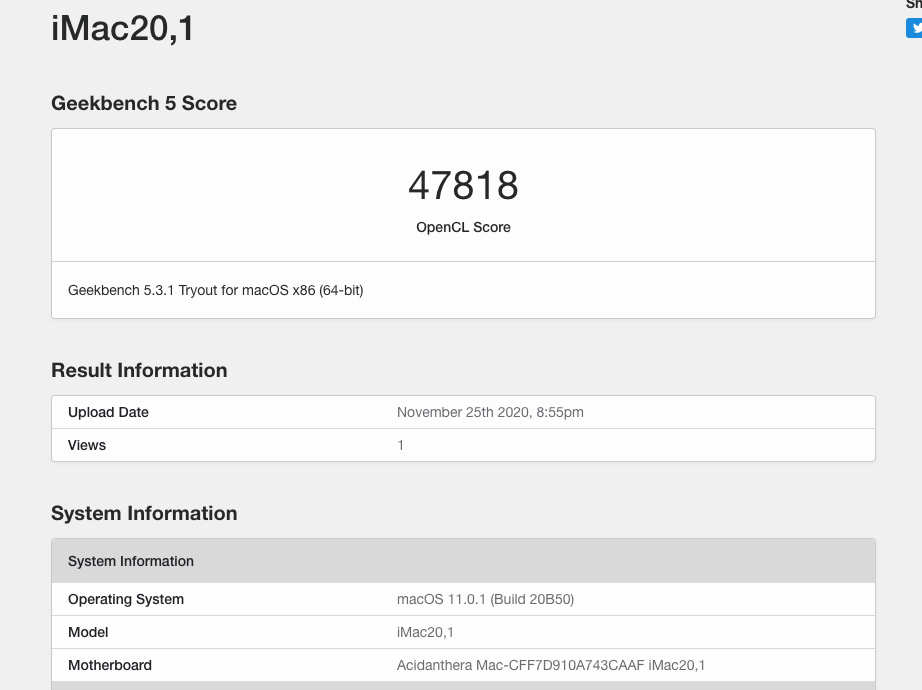 Sh
iMac20,1
Geekbench 5 Score
47818
OpenCL Score
Geekbench 5.3.1 Tryout for macOS x86 (64-bit)
Result Information
Upload Date November 25th 2020, 8:55pm
Views 1
System Information
System Information
Operating System macOS 11.0.1 (Build 20B50)
Model iMac20,1
Motherboard Acidanthera Mac-CFF7D910A743CAAF iMac20,1